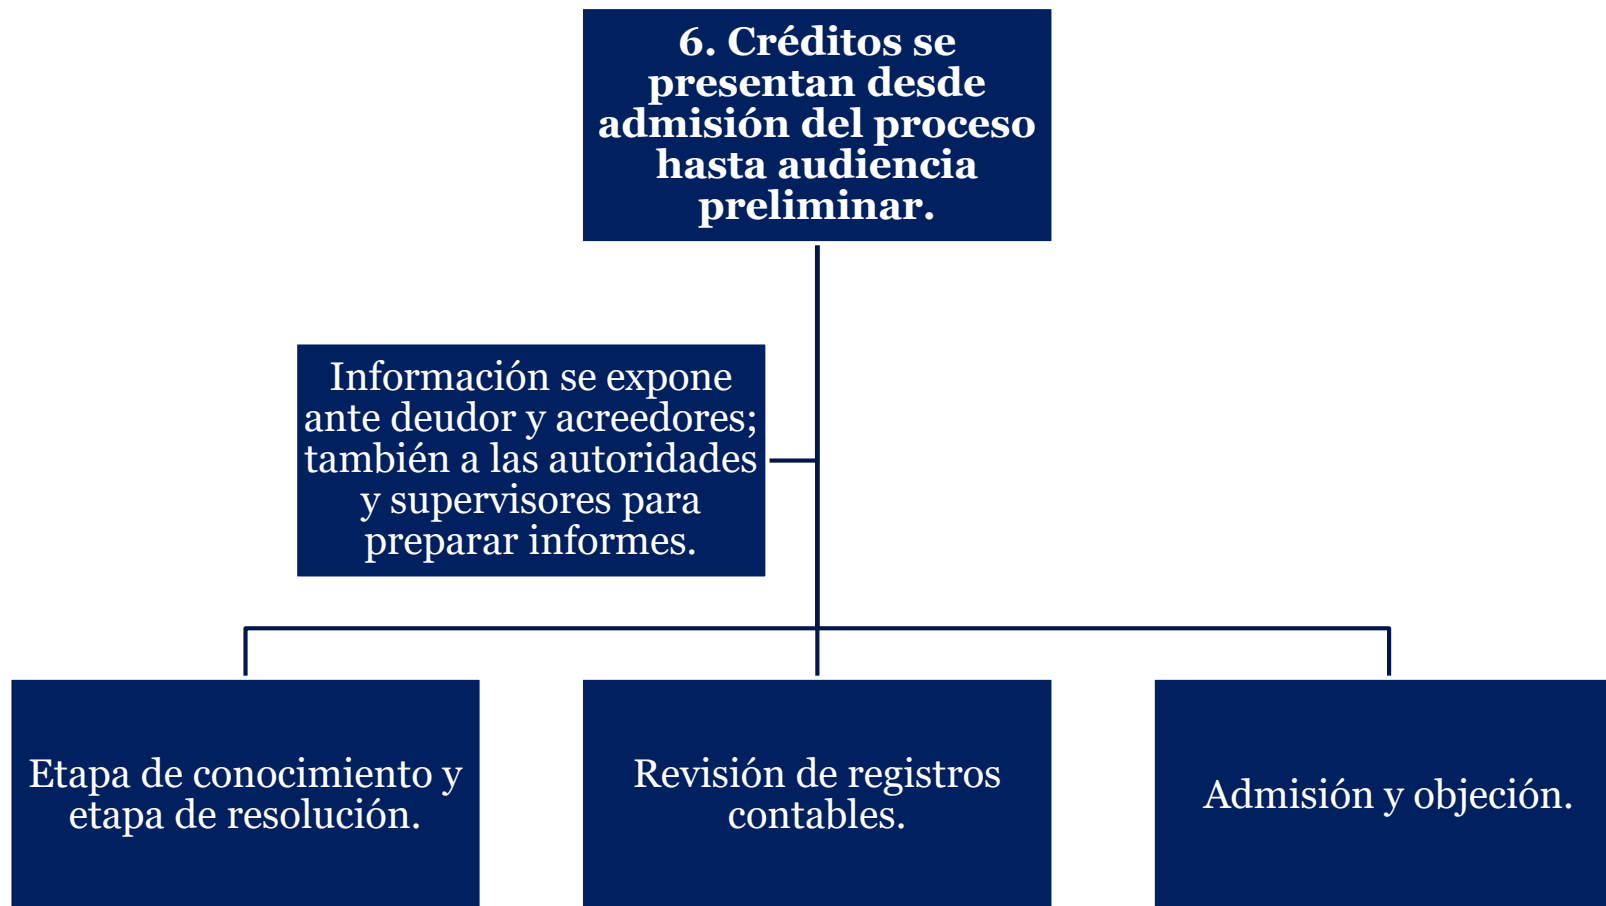 6. Créditos se
presentan desde
admisión del proceso
hasta audiencia
preliminar.
Información se expone
ante deudor y acreedores;
también a las autoridades
y supervisores para
preparar informes.
Etapa de conocimiento y
etapa de resolución.
Revisión de registros
contables.
Admisión y objeción.